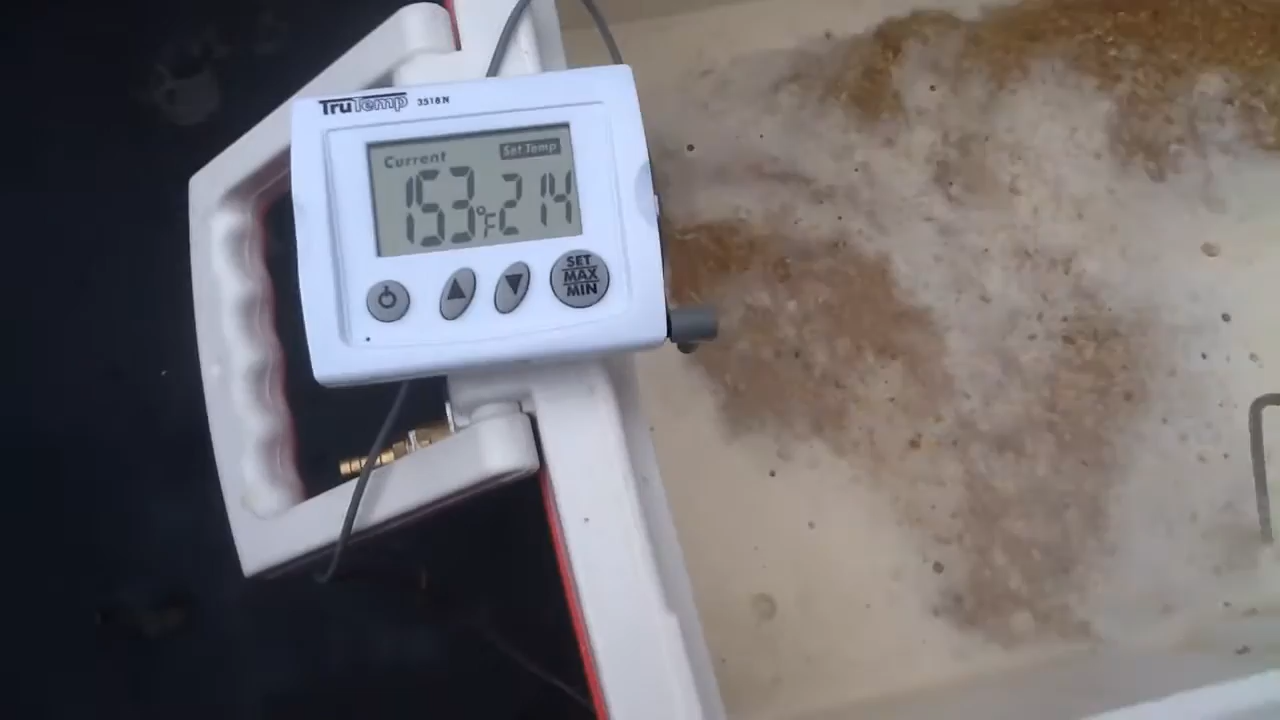 TruTemp 3518N
Current Set Temp
153°F 214
SET
MAX
MIN